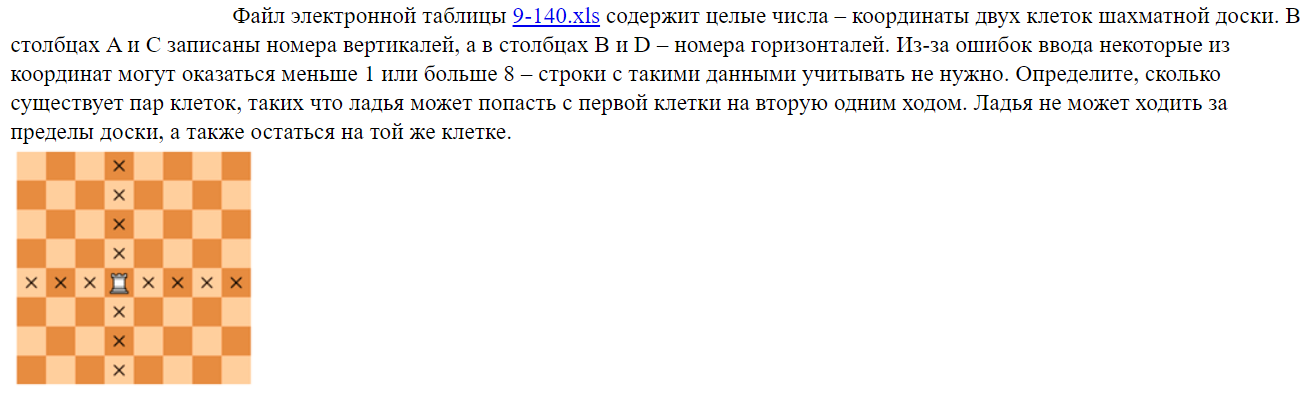 Файл электронной таблицы 9-140.xls содержит целые числа – координаты двух клеток шахматной доски. В
столбцах A и C записаны номера вертикалей, а в столбцах B и D – номера горизонталей. Из-за ошибок ввода некоторые из
координат могут оказаться меньше 1 или больше 8 – строки с такими данными учитывать не нужно. Определите, сколько
существует пар клеток, таких что ладья может попасть с первой клетки на вторую одним ходом. Ладья не может ходить за
пределы доски, а также остаться на той же клетке.